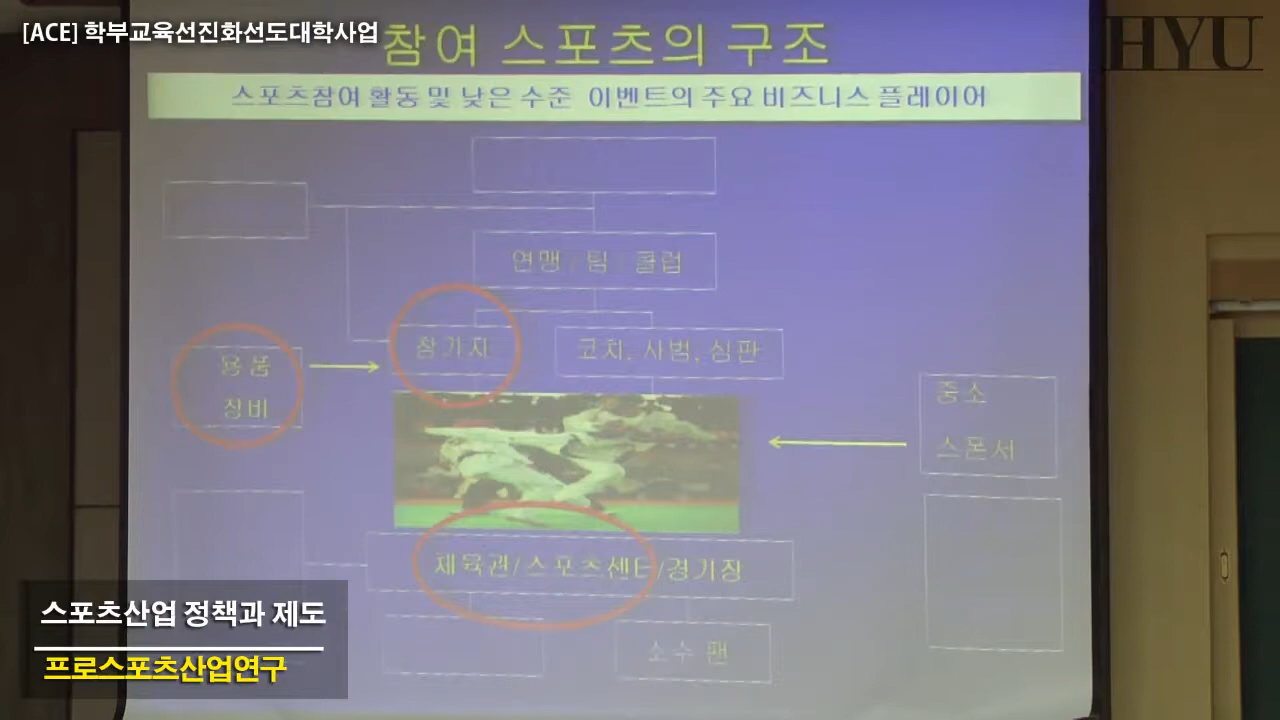 [ACE] 학부교육선진화선도대학사업
HYU
참여 스포츠의 구조
스포츠참여 활동 및 낮은 수준 이벤트의 주요 비즈니스 플레이어
연맹 / 팀 / 클럽
참가자
코치, 사범, 심판
용품
장비
중소
스폰서
체육관/스포츠센터/경기장
소수 팬
스포츠산업 정책과 제도
프로스포츠산업연구